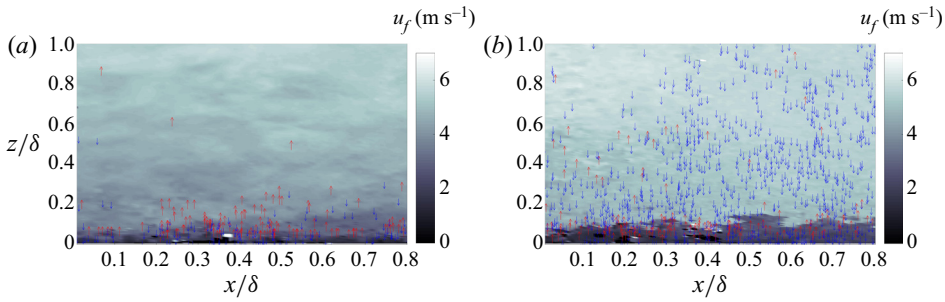 u_f (m s⁻¹) u_f (m s⁻¹)
(a) (b)
1.0 1.0
6 6
0.8 0.8
0.6 0.6
z/δ 4 4
0.4 0.4
2 2
0.2 0.2
0 0 0 0
0.1 0.2 0.3 0.4 0.5 0.6 0.7 0.8 0.1 0.2 0.3 0.4 0.5 0.6 0.7 0.8
x/δ x/δ